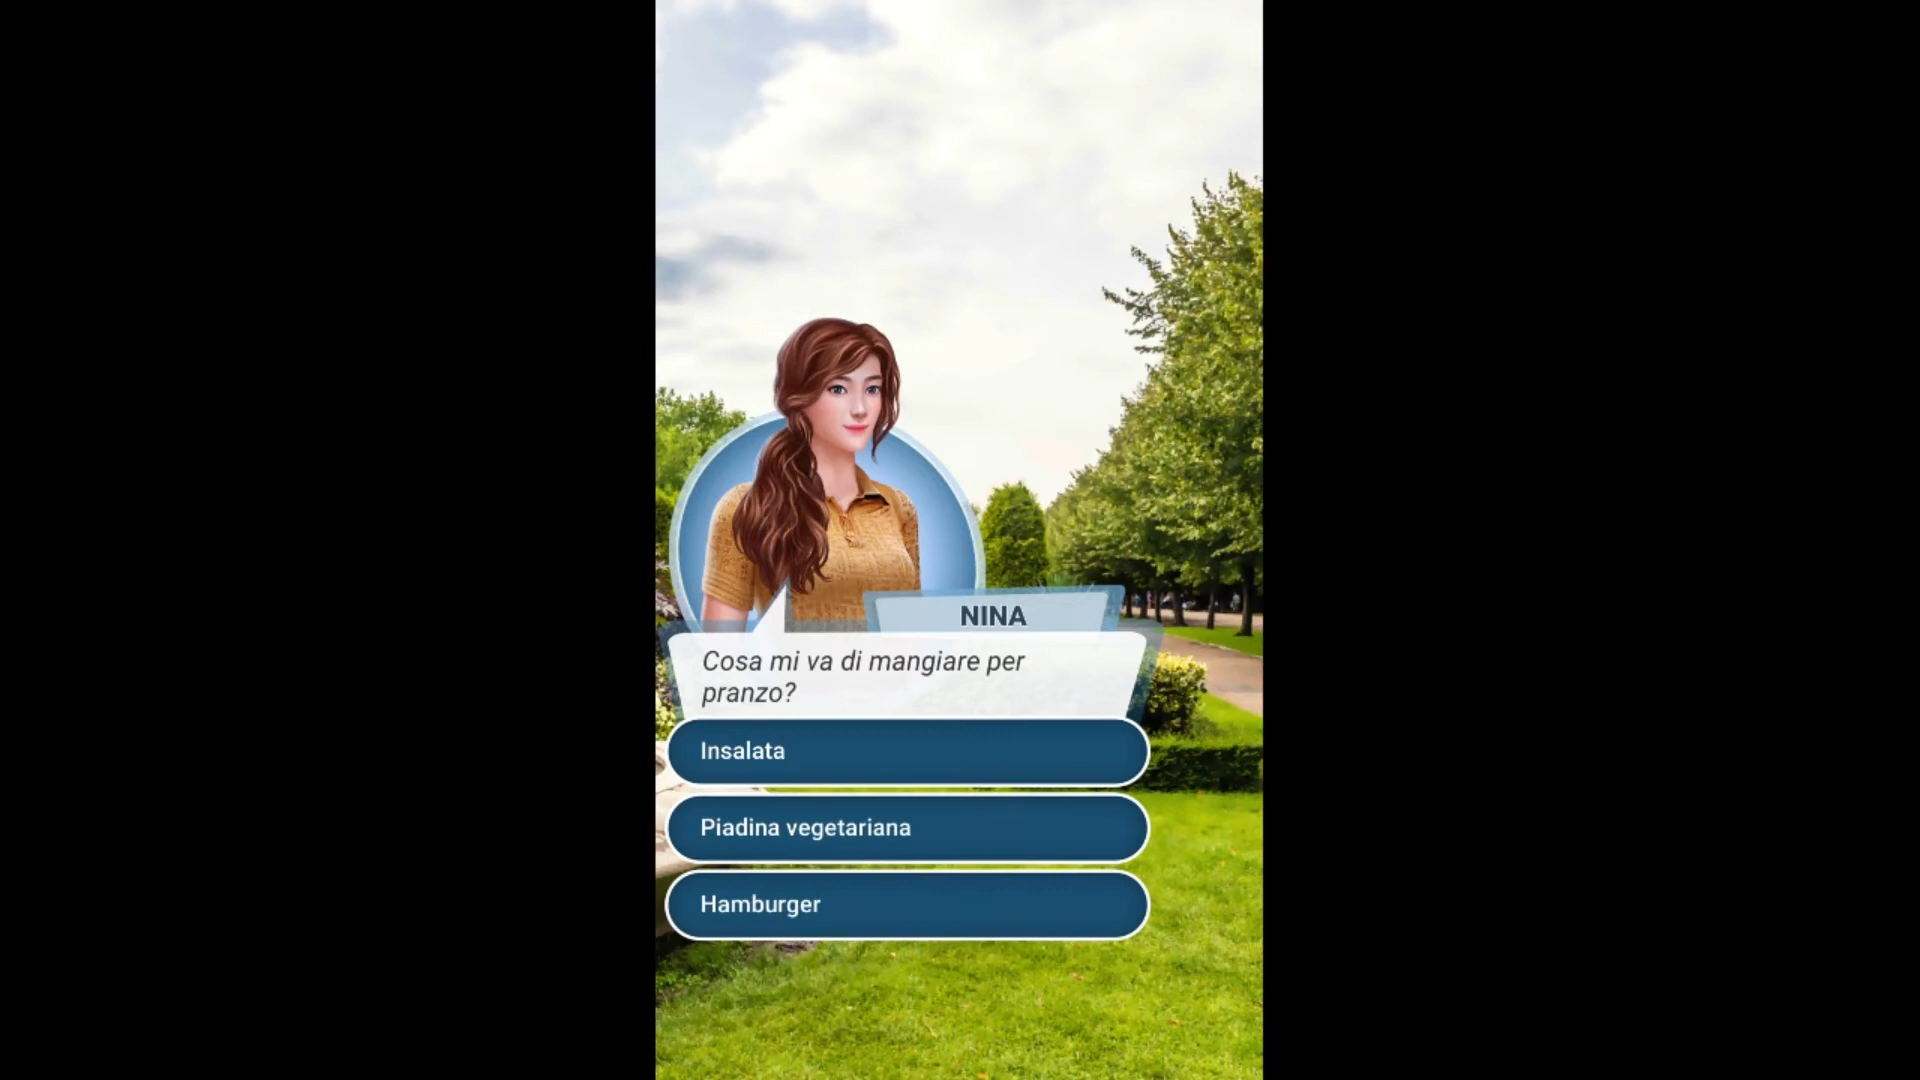 NINA
Cosa mi va di mangiare per
pranzo?
Insalata
Piadina vegetariana
Hamburger